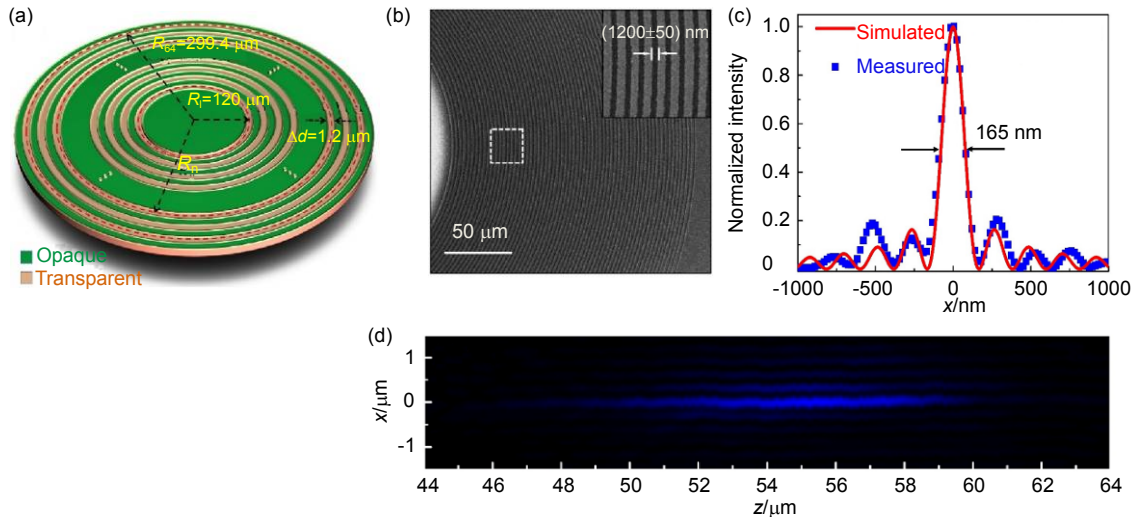 (a)
R64=299.4 μm
Rl=120 μm
Δd=1.2 μm
Rn
Opaque
Transparent
(b)
(1200±50) nm
50 μm
(c)
Normalized intensity
1.0
0.8
0.6
0.4
0.2
0
Simulated
Measured
165 nm
-1000
-500
0
500
1000
x/nm
(d)
x/μm
1
0
-1
44
46
48
50
52
54
56
58
60
62
64
z/μm